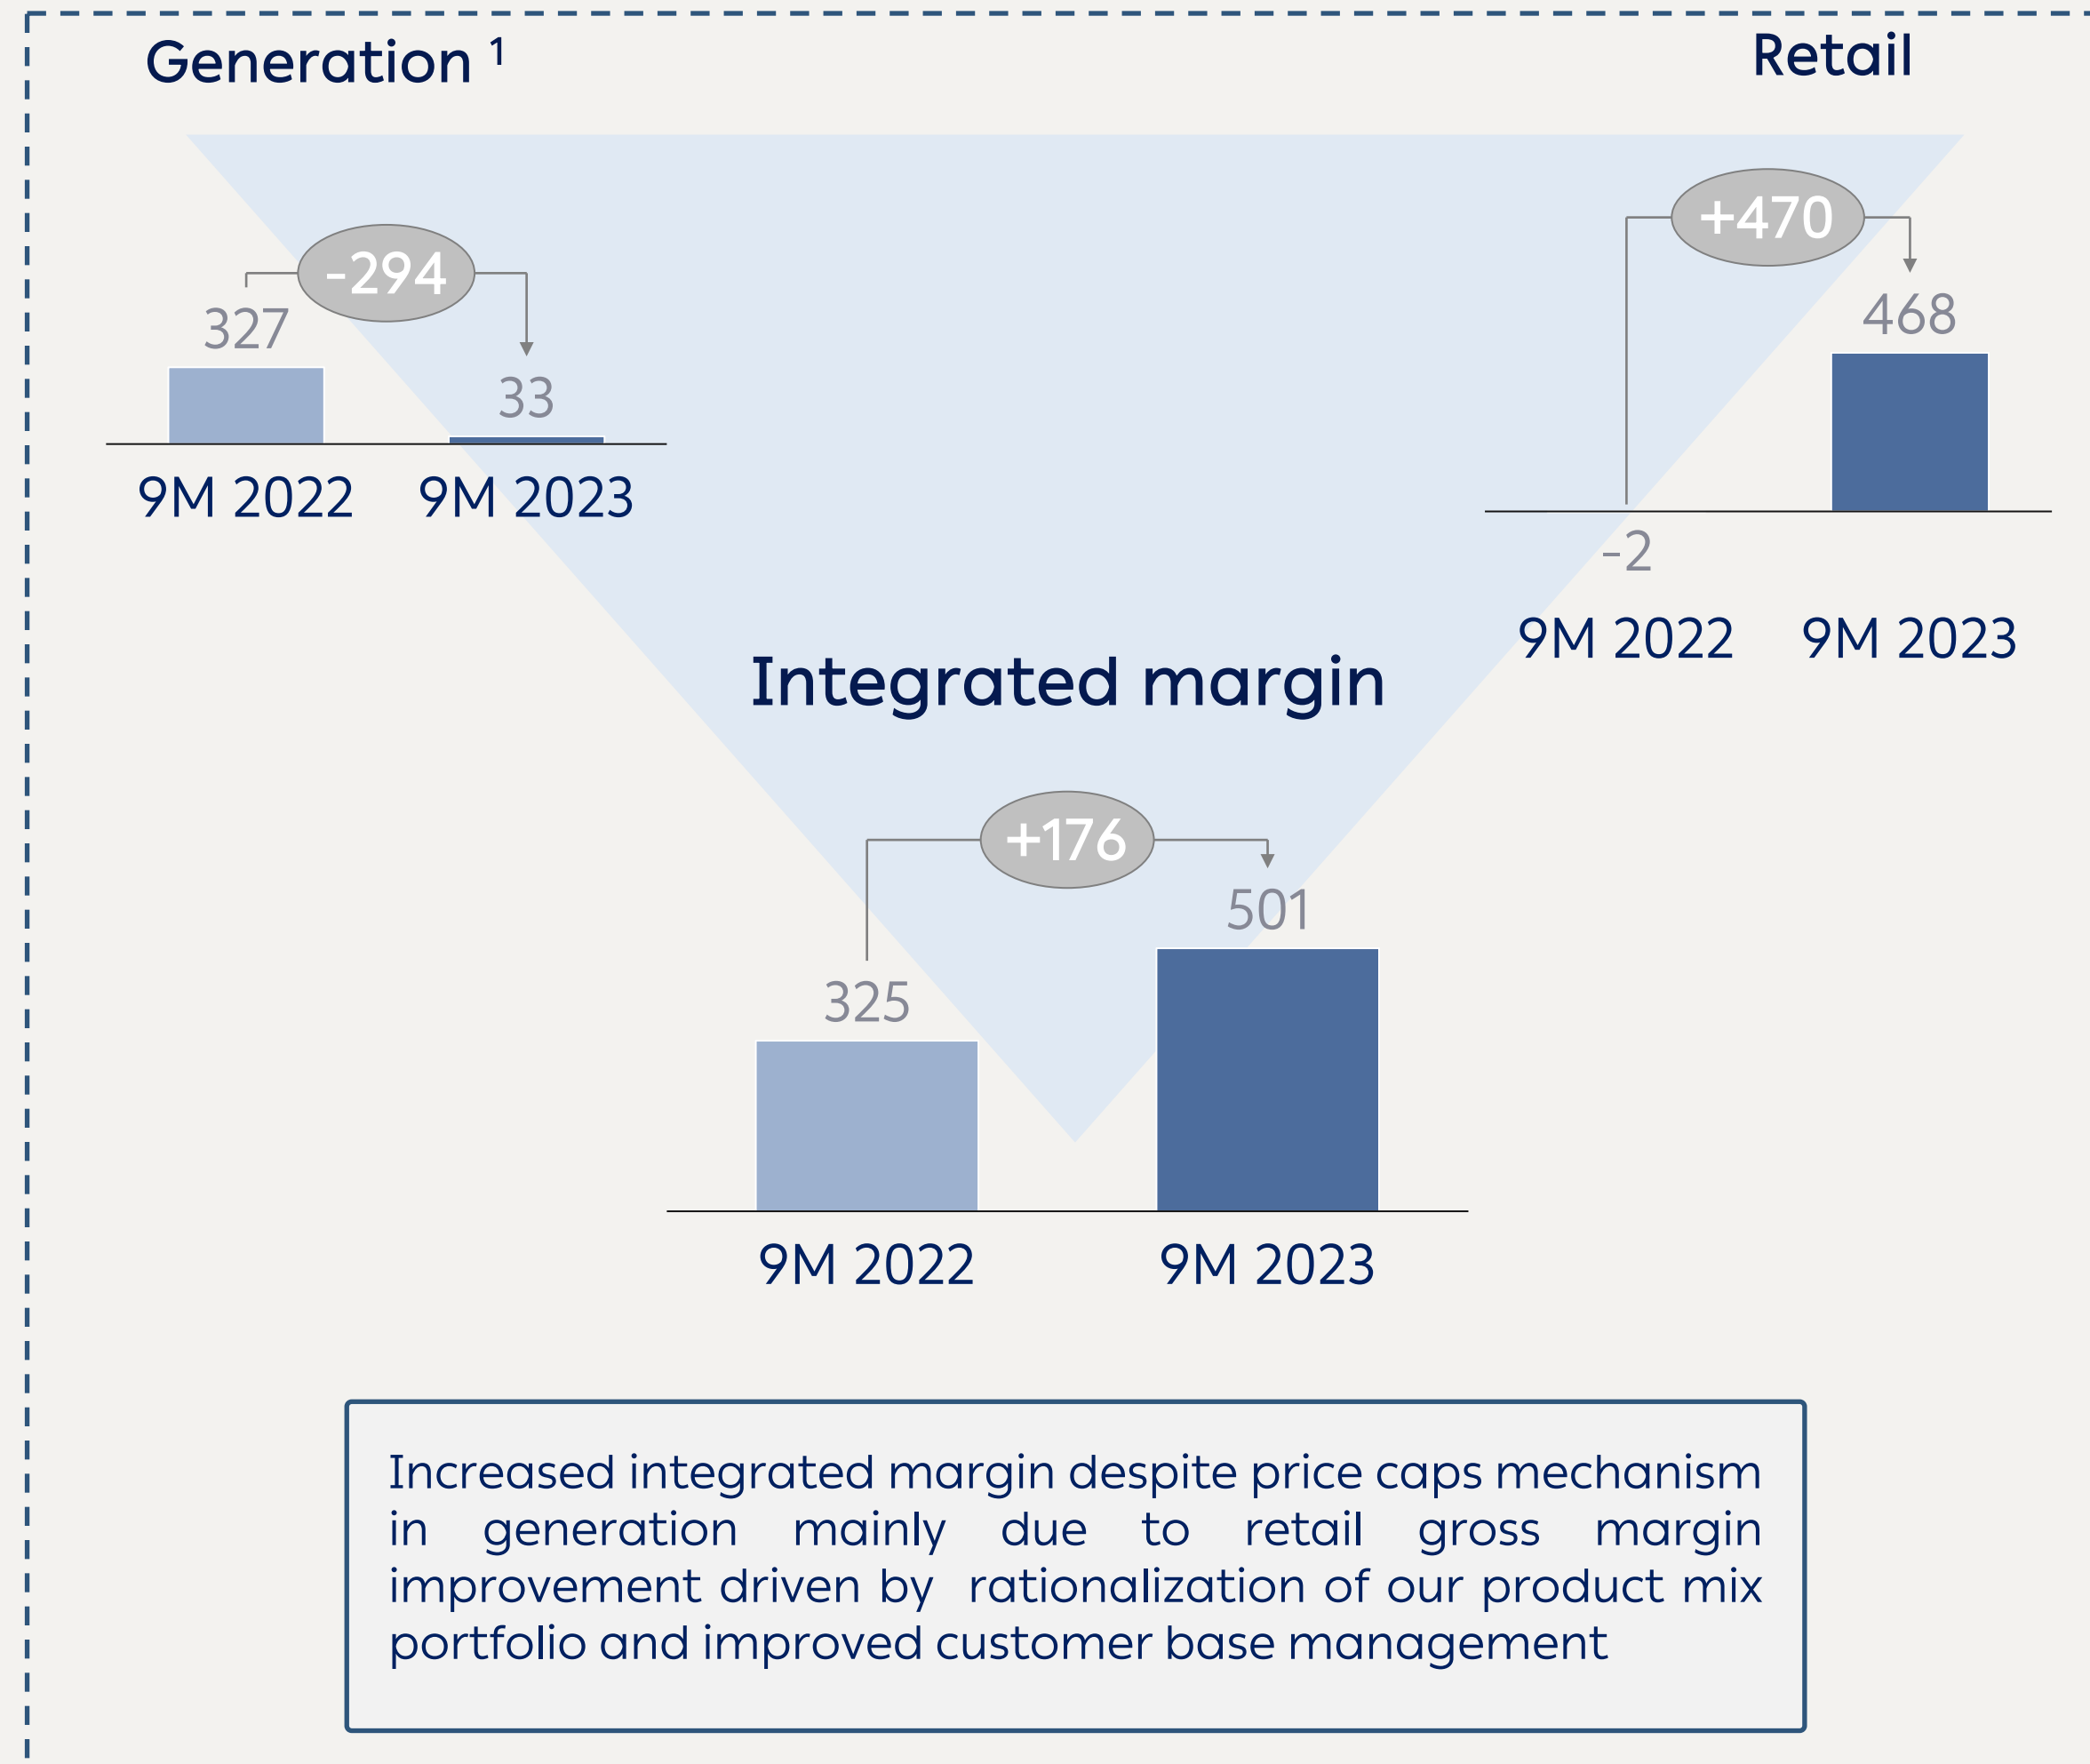 Generation 1
-294
327
33
9M 2022 9M 2023
Retail
+470
468
-2
9M 2022 9M 2023
Integrated margin
+176
501
325
9M 2022 9M 2023
Increased integrated margin despite price caps mechanism
in generation mainly due to retail gross margin
improvement driven by rationalization of our product mix
portfolio and improved customer base management